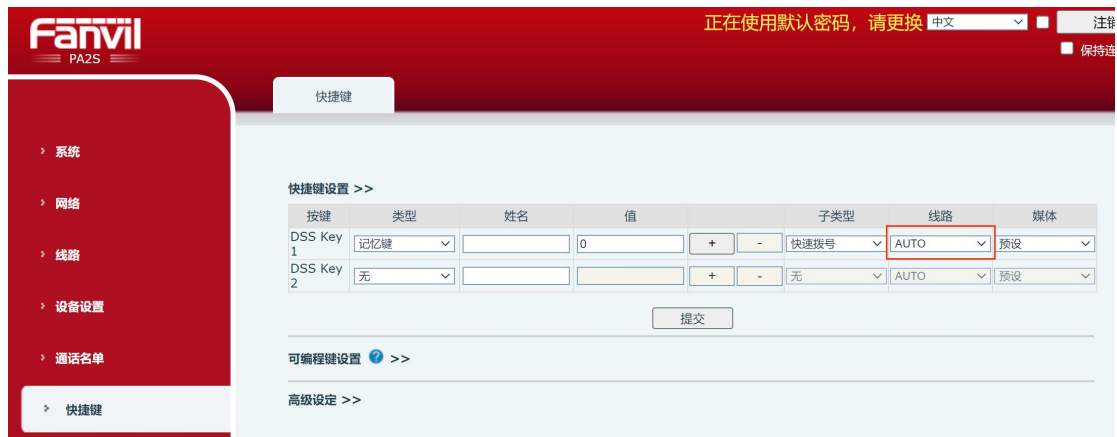 Fanvil
PA2S
正在使用默认密码，请更换 中文 注销
保持连
快捷键
系统
网络
线路
设备设置
通话名单
快捷键
快捷键设置 >>
按键 类型 姓名 值 子类型 线路 媒体
DSS Key 1 记忆键 0 + - 快速拨号 AUTO 预设
DSS Key 2 无 + - 无 AUTO 预设
提交
可编程键设置 ? >>
高级设定 >>